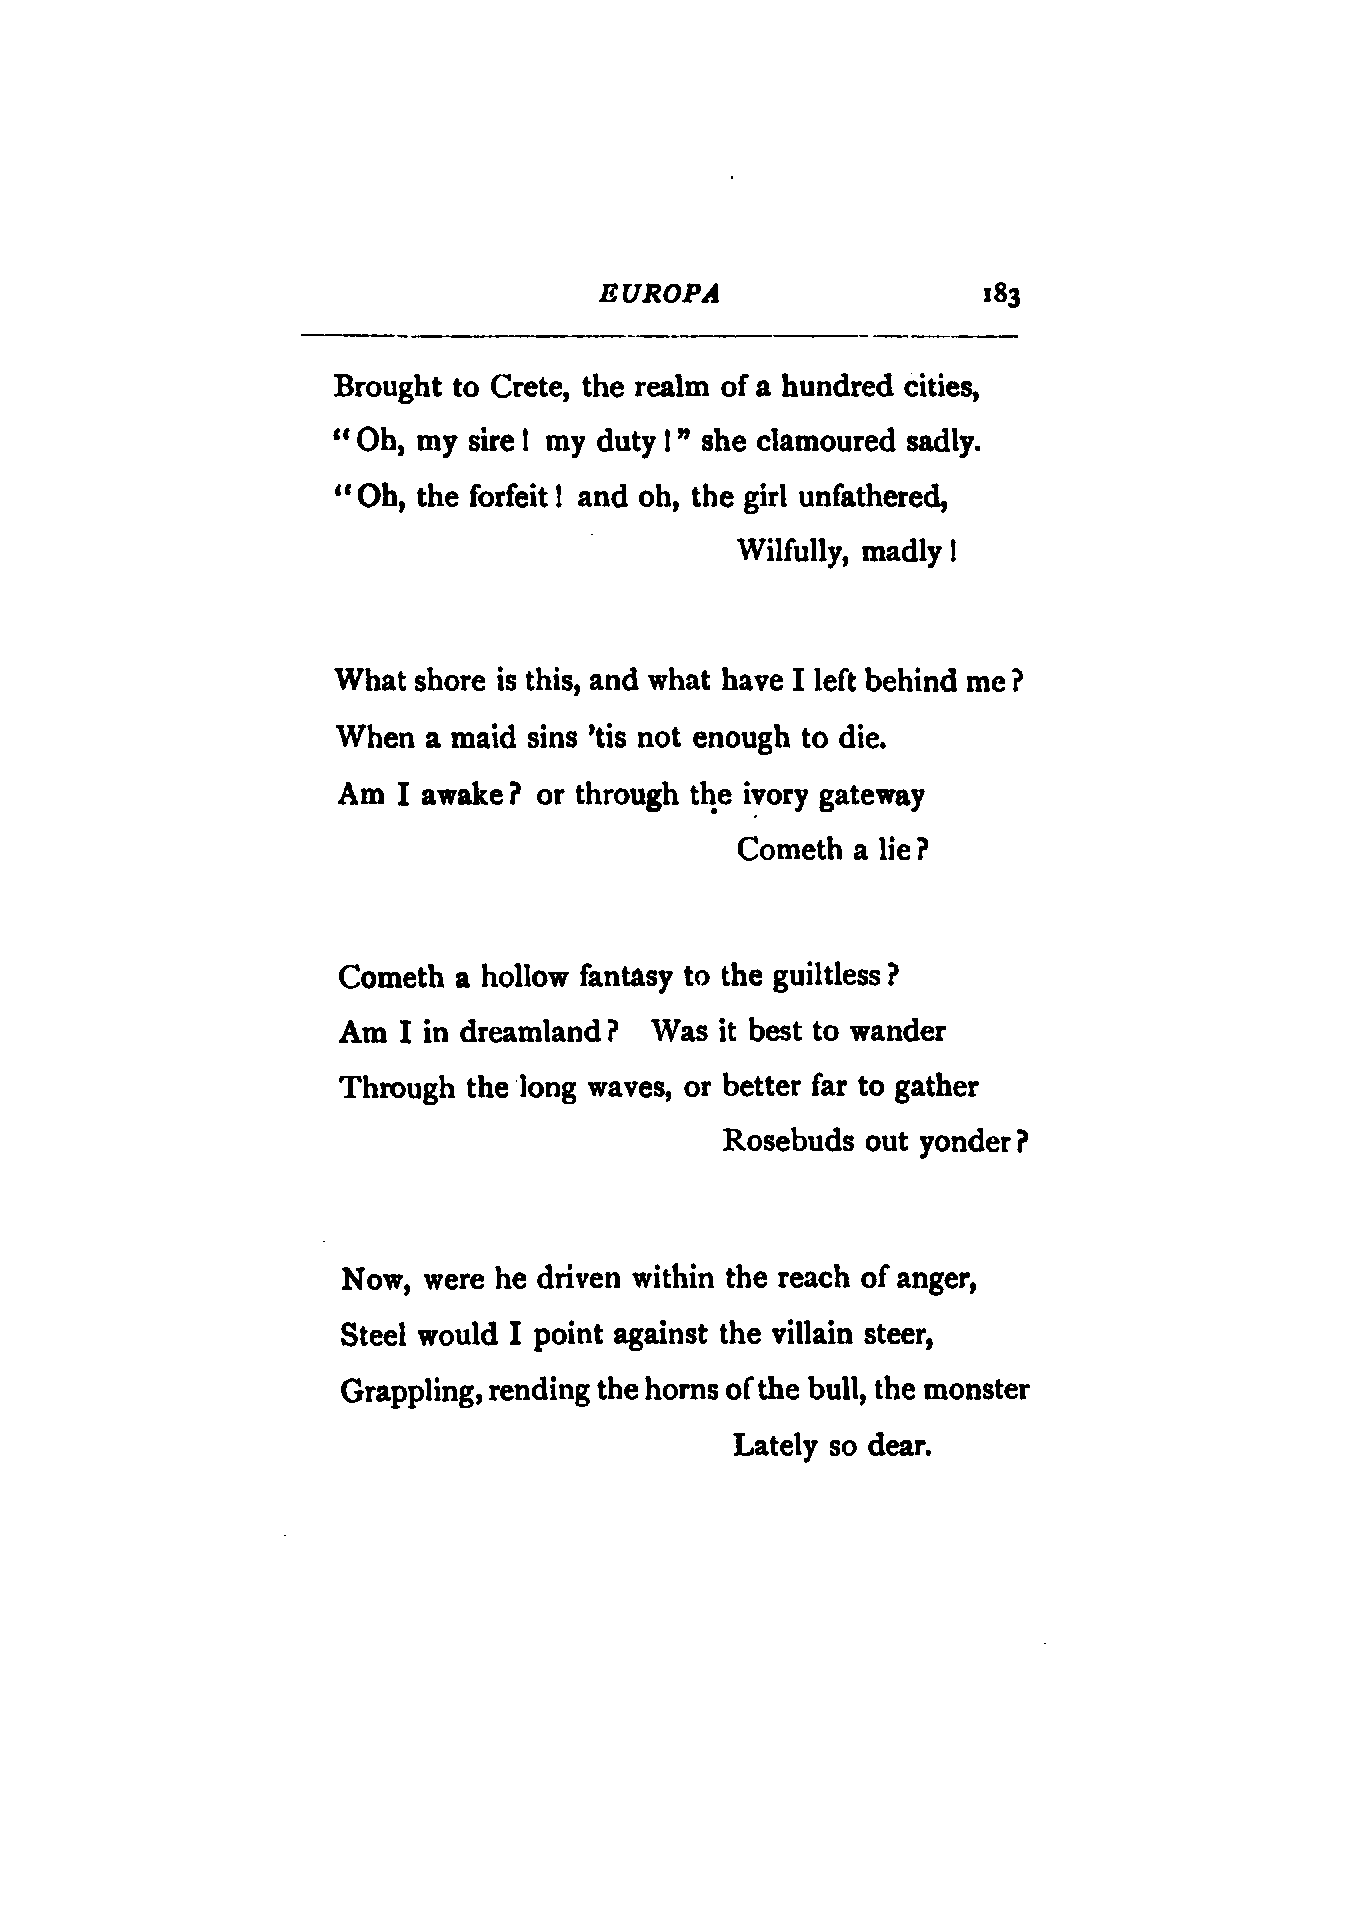 EUROPA 183
Brought to Crete, the realm of a hundred cities,
“Oh, my sire! my duty!” she clamoured sadly.
“Oh, the forfeit! and oh, the girl unfathered,
Wilfully, madly!
What shore is this, and what have I left behind me?
When a maid sins ’tis not enough to die.
Am I awake? or through the ivory gateway
Cometh a lie?
Cometh a hollow fantasy to the guiltless?
Am I in dreamland? Was it best to wander
Through the long waves, or better far to gather
Rosebuds out yonder?
Now, were he driven within the reach of anger,
Steel would I point against the villain steer,
Grappling, rending the horns of the bull, the monster
Lately so dear.